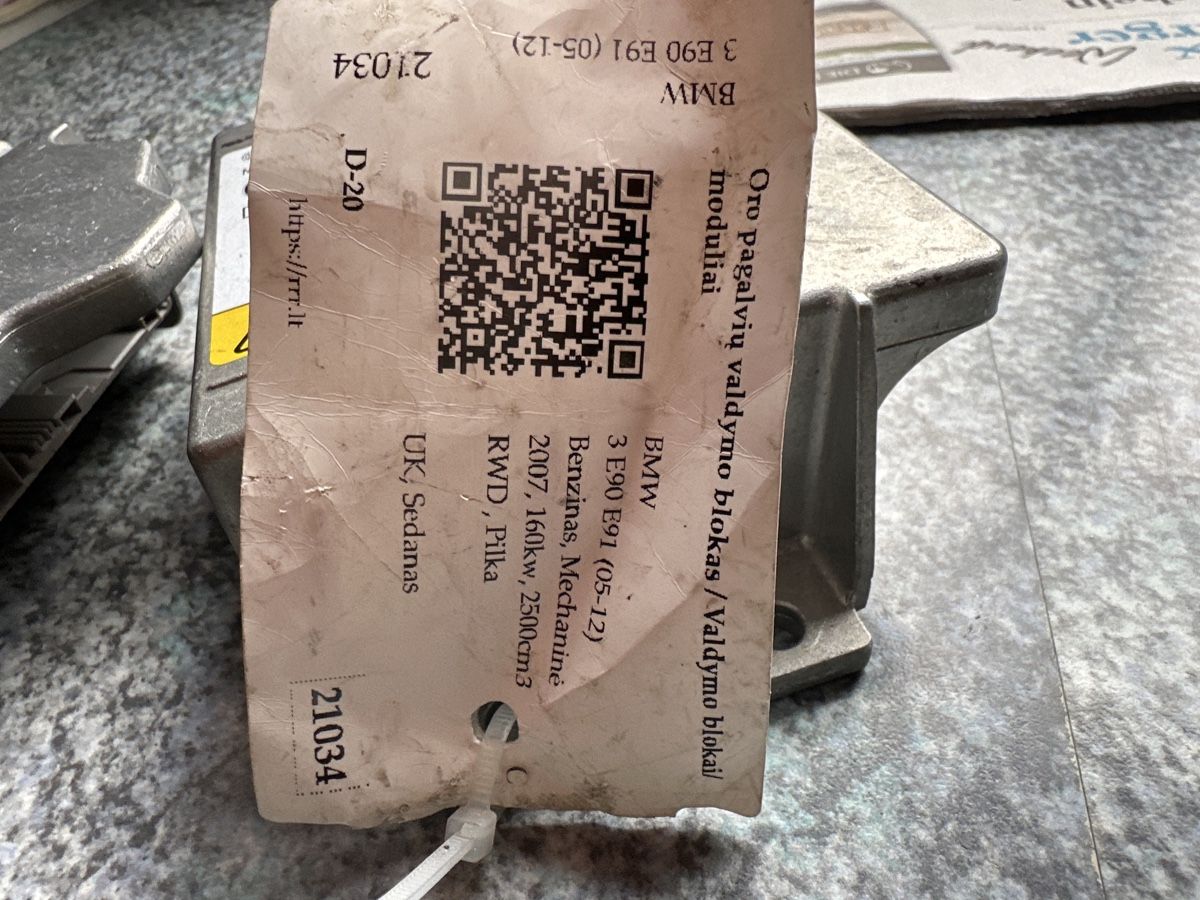 Oro pagalvių valdymo blokas / Valdymo blokai/
moduliai
BMW
3 E90 E91 (05-12)
Benzinas, Mechaninė
2007, 160kw, 2500cm3
RWD , Pilka
UK, Sedanas
D-20
https://rrr.lt
21034
BMW
3 E90 E91 (05-12)
21034
C